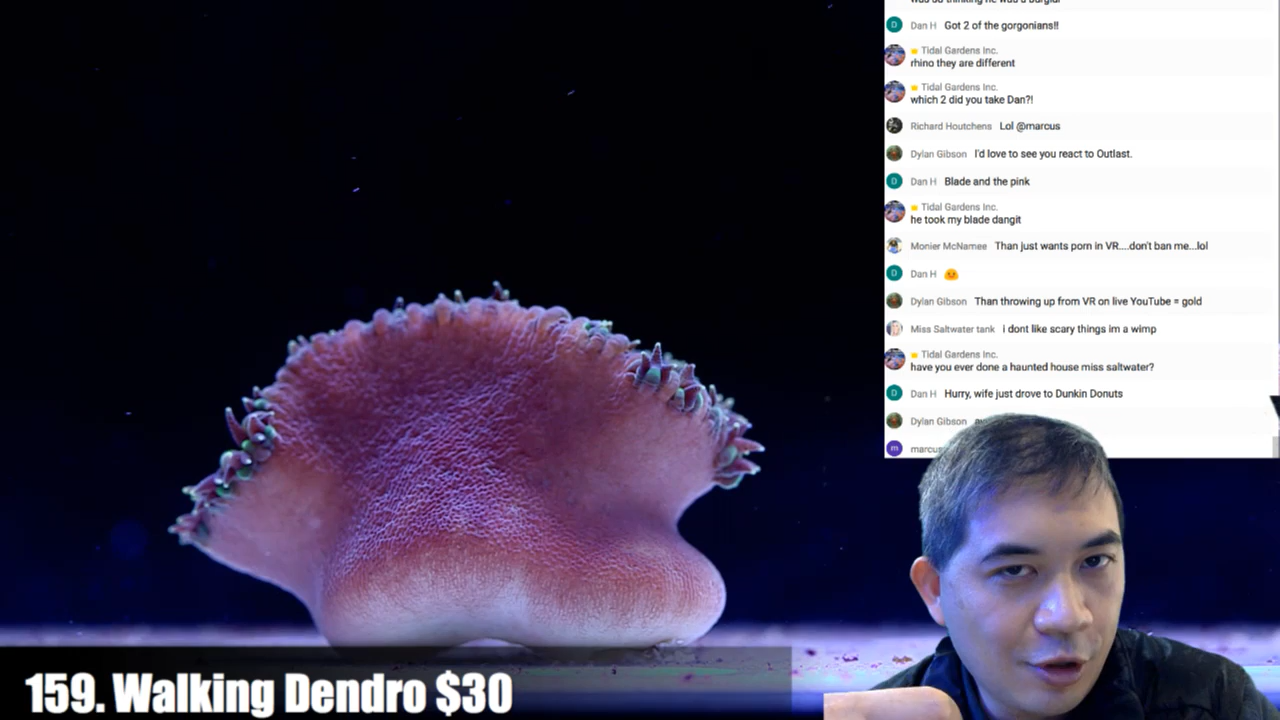 Dan H Got 2 of the gorgonians!!
Tidal Gardens Inc.
rhino they are different
Tidal Gardens Inc.
which 2 did you take Dan?!
Richard Houtchens Lol @marcus
Dylan Gibson I'd love to see you react to Outlast.
D Dan H Blade and the pink
Tidal Gardens Inc.
he took my blade dangit
Monier McNamee Than just wants porn in VR....don't ban me...lol
D Dan H
Dylan Gibson Than throwing up from VR on live YouTube = gold
Miss Saltwater tank i dont like scary things im a wimp
Tidal Gardens Inc.
have you ever done a haunted house miss saltwater?
D Dan H Hurry, wife just drove to Dunkin Donuts
Dylan Gibson
m marcus
159. Walking Dendro $30